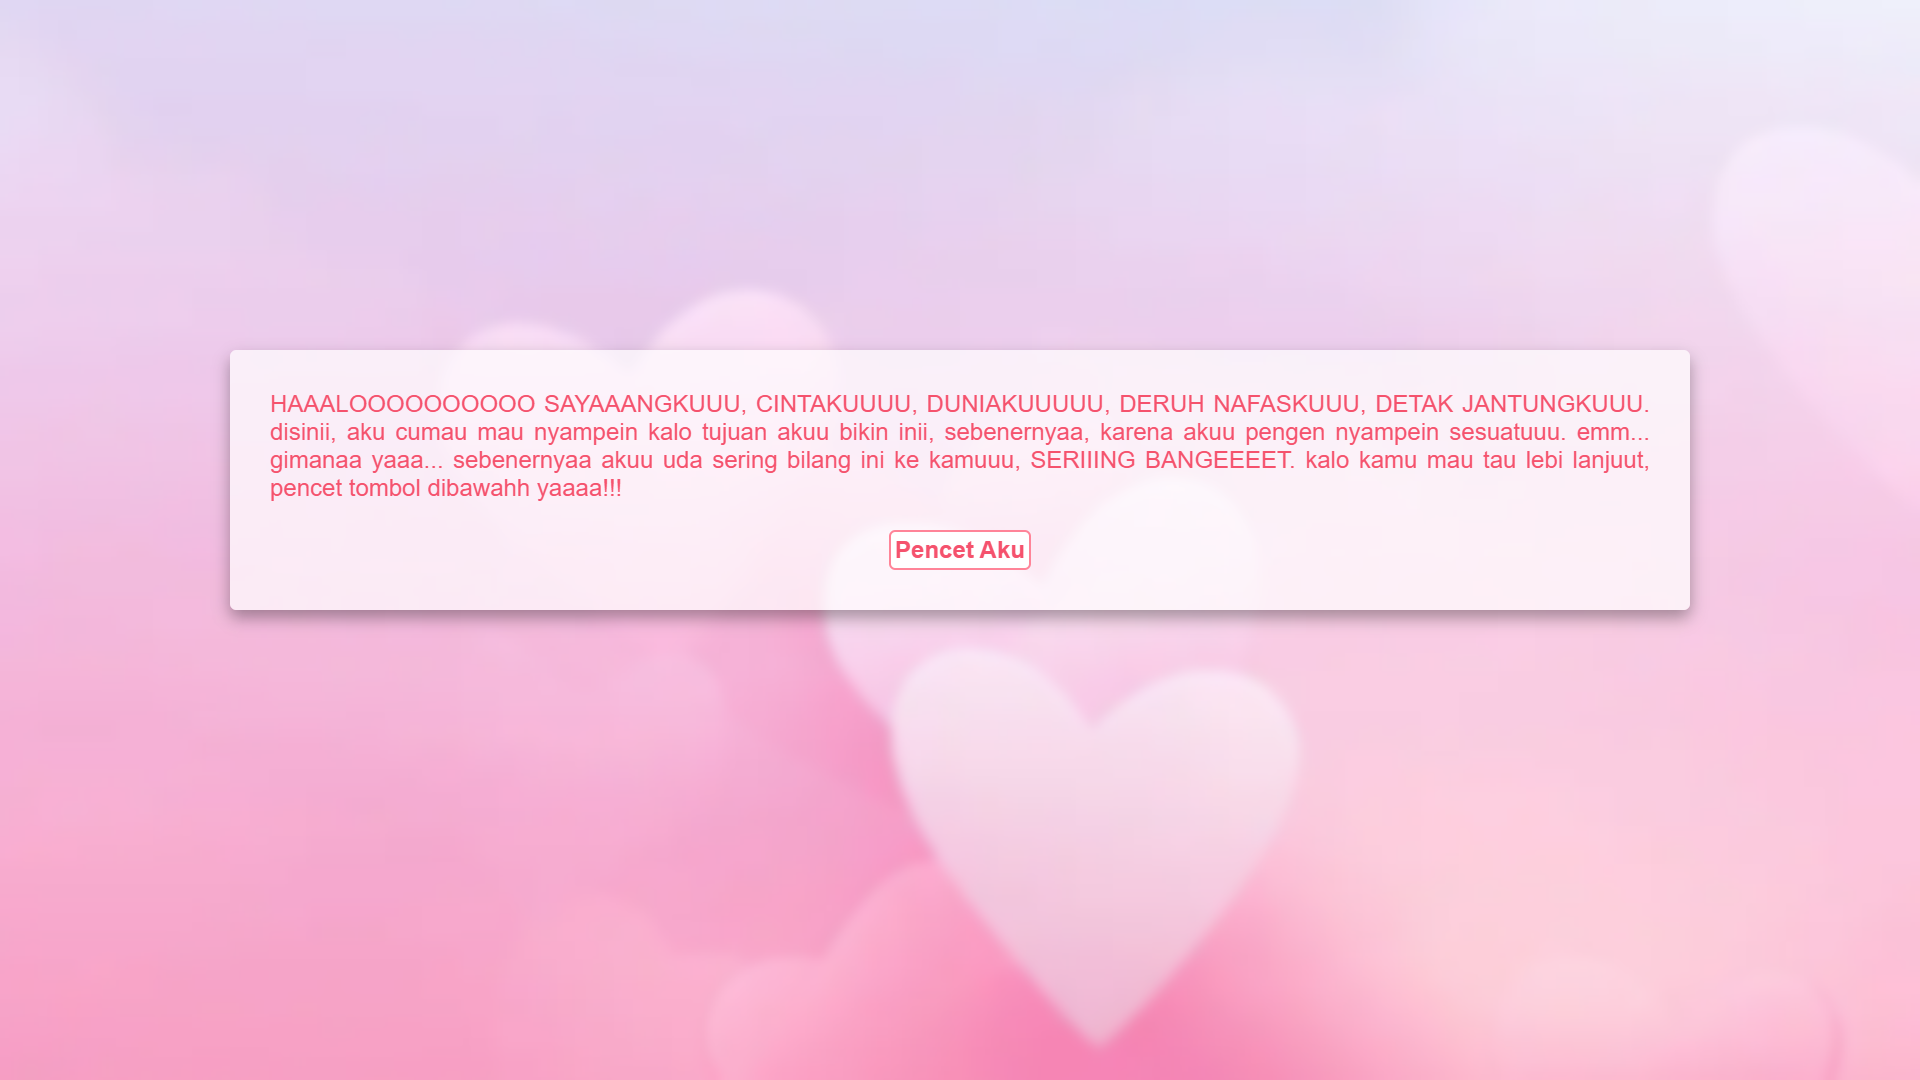 HAAALOOOOOOOOOO SAYAAANGKUUU, CINTAKUUUU, DUNIAKUUUUU, DERUH NAFASKUUU, DETAK JANTUNGKUUU.
disinii, aku cumau mau nyampein kalo tujuan akuu bikin inii, sebenernyaa, karena akuu pengen nyampein sesuatuuu. emm...
gimanaa yaaa... sebenernyaa akuu uda sering bilang ini ke kamuuu, SERIIING BANGEEEET. kalo kamu mau tau lebi lanjuut,
pencet tombol dibawahh yaaaa!!!
Pencet Aku